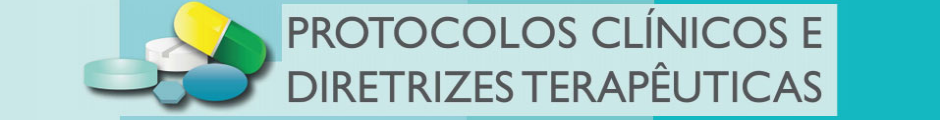 PROTOCOLOS CLÍNICOS E
DIRETRIZES TERAPÊUTICAS